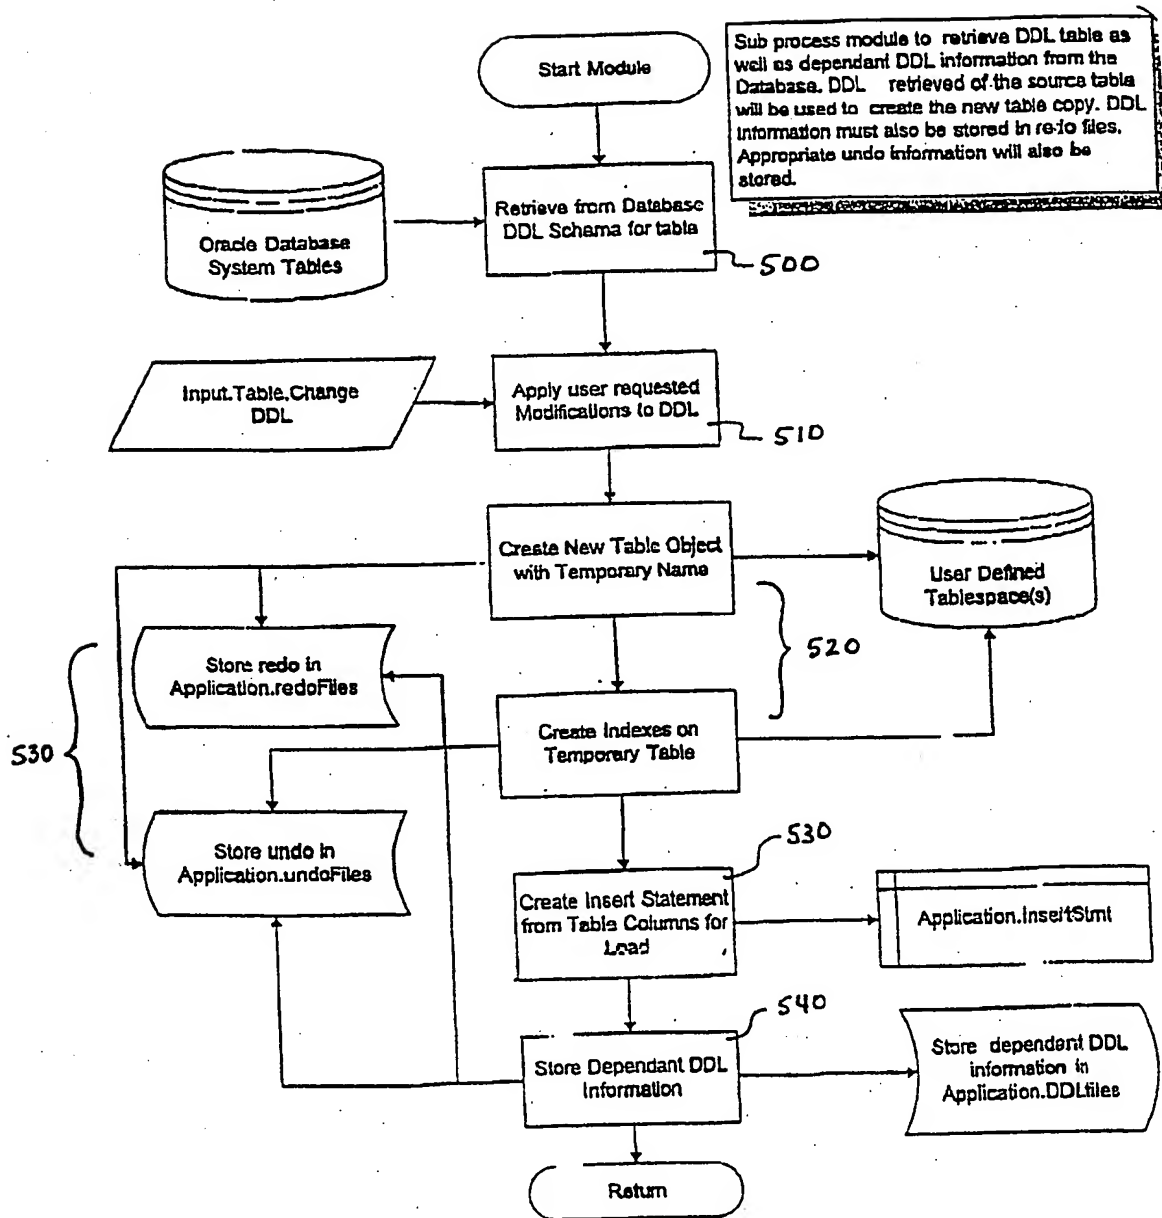 Start Module
Sub process module to retrieve DDL table as
well as dependant DDL information from the
Database. DDL retrieved of the source table
will be used to create the new table copy. DDL
information must also be stored in redo files.
Appropriate undo information will also be
stored.
Oracle Database
System Tables
Retrieve from Database
DDL Schema for table
500
Input.Table.Change
DDL
Apply user requested
Modifications to DDL
510
Create New Table Object
with Temporary Name
User Defined
Tablespace(s)
520
Store redo in
Application.redoFiles
530
Create Indexes on
Temporary Table
Store undo in
Application.undoFiles
530
Create Insert Statement
from Table Columns for
Load
Application.InsertStmt
540
Store Dependant DDL
Information
Store dependant DDL
information in
Application.DDLfiles
Return